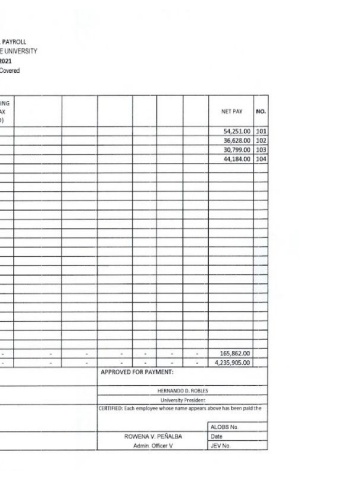 PAYROLL
E UNIVERSITY
2021
Covered
ING
AX
)
NET PAY NO.
54,251.00 101
36,628.00 102
30,799.00 103
44,184.00 104
- - - - - - - 165,862.00
- - - - - - - 4,235,905.00
APPROVED FOR PAYMENT:
HERNANDO D. ROBLES
University President
CERTIFIED: Each employee whose name appears above has been paid the
ALOBS No.
ROWENA V. PEÑALBA Date
Admin. Officer V JEV No.